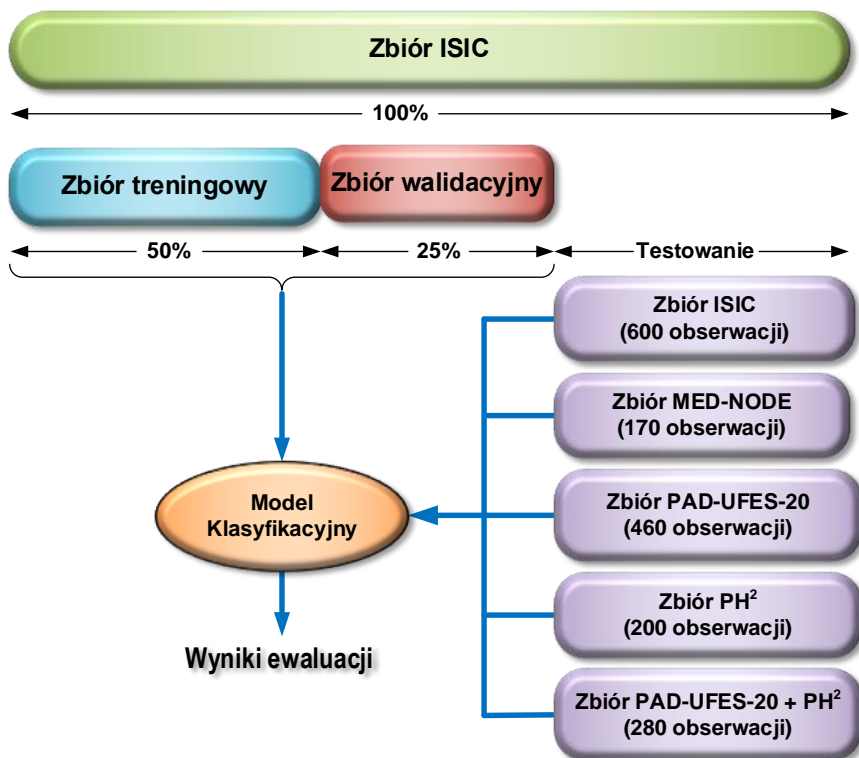 Zbiór ISIC
100%
Zbiór treningowy
Zbiór walidacyjny
50%
25%
Testowanie
Zbiór ISIC
(600 obserwacji)
Zbiór MED-NODE
(170 obserwacji)
Zbiór PAD-UFES-20
(460 obserwacji)
Zbiór PH²
(200 obserwacji)
Zbiór PAD-UFES-20 + PH²
(280 obserwacji)
Model
Klasyfikacyjny
Wyniki ewaluacji